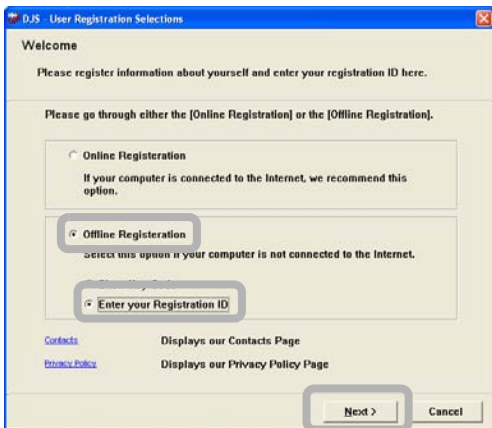 DJS - User Registration Selections
Welcome
Please register information about yourself and enter your registration ID here.
Please go through either the [Online Registration] or the [Offline Registration].
Online Registeration
If your computer is connected to the Internet, we recommend this
option.
Offline Registration
Select this option if your computer is not connected to the Internet.
Enter your Registration ID
Contacts Displays our Contacts Page
Privacy Policy Displays our Privacy Policy Page
Next > Cancel